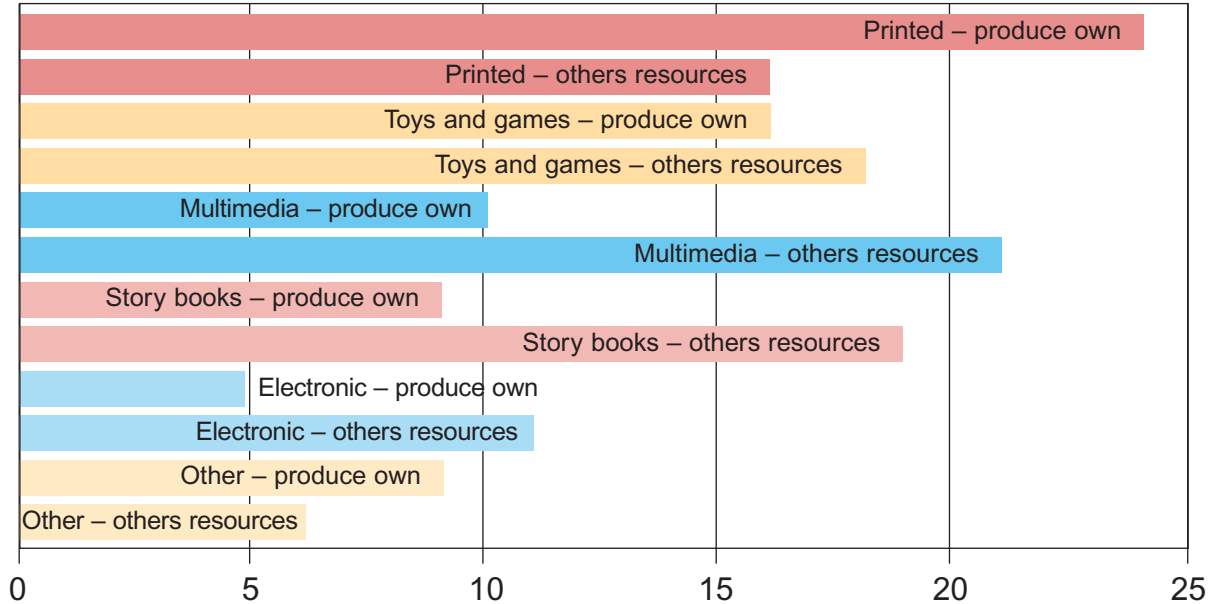 Printed – produce own
Printed – others resources
Toys and games – produce own
Toys and games – others resources
Multimedia – produce own
Multimedia – others resources
Story books – produce own
Story books – others resources
Electronic – produce own
Electronic – others resources
Other – produce own
Other – others resources
0 5 10 15 20 25